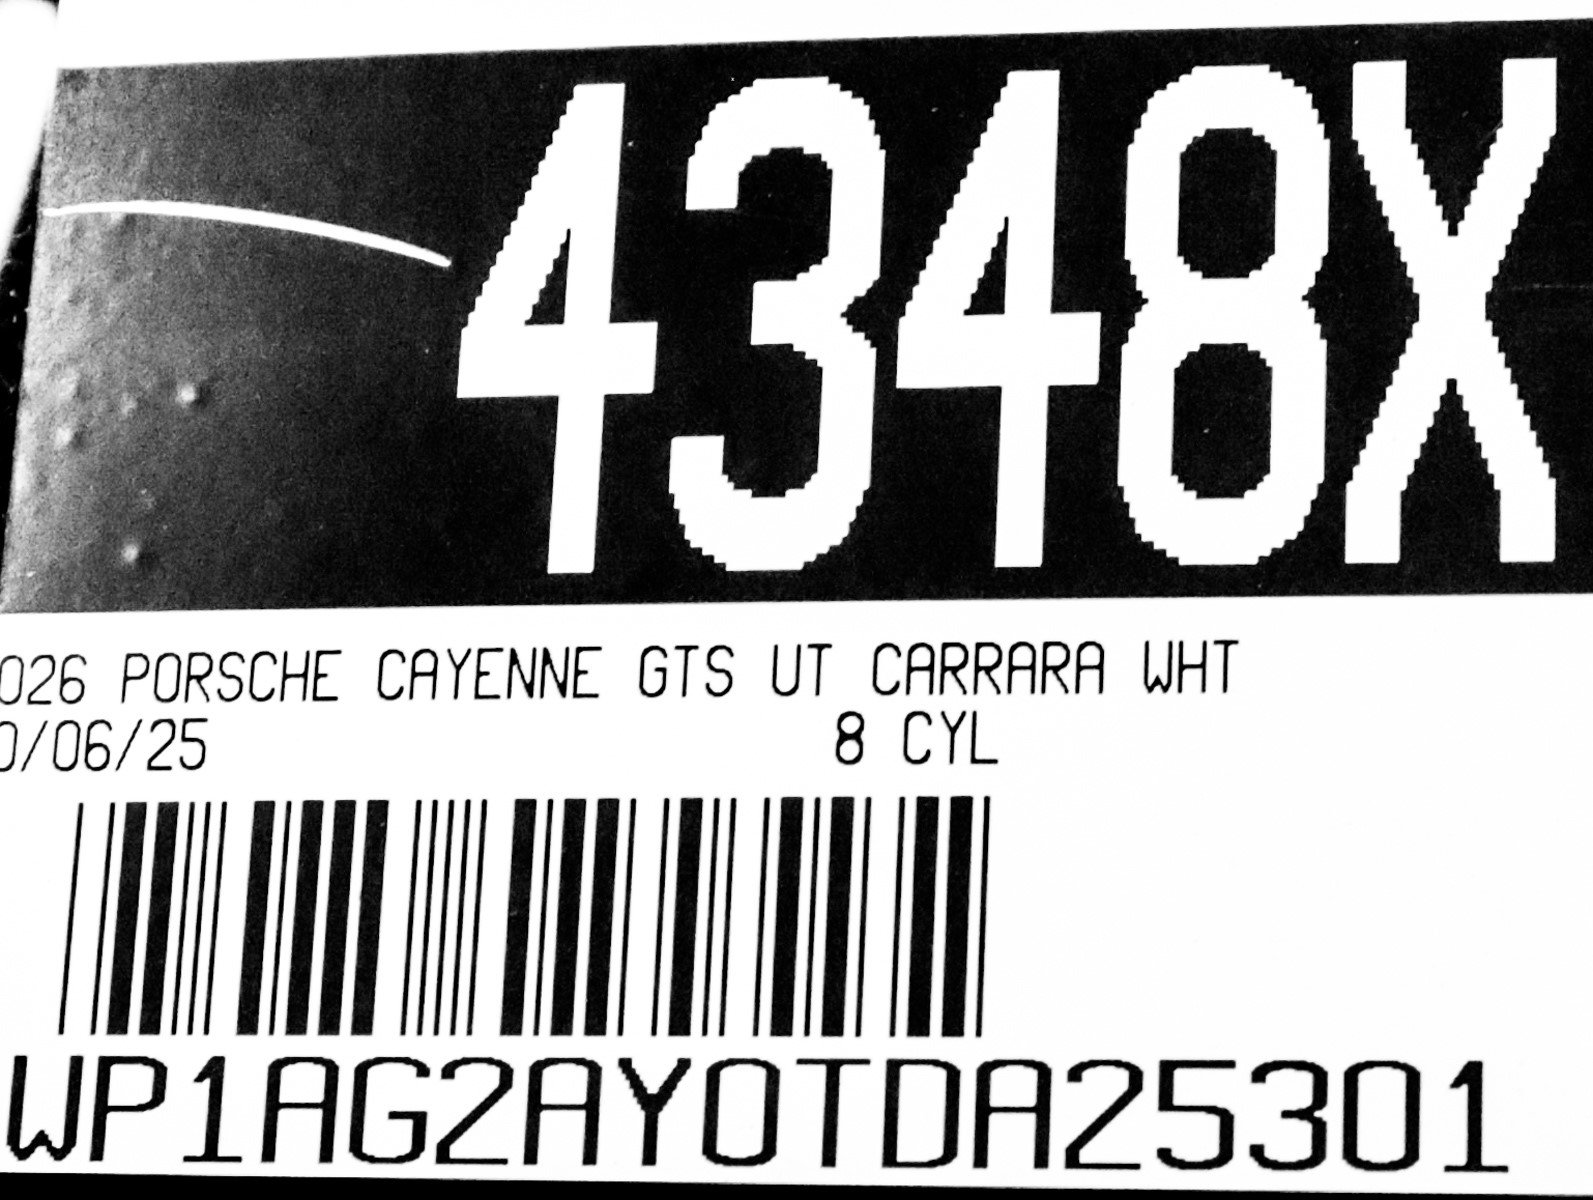 4348X
026 PORSCHE CAYENNE GTS UT CARRARA WHT
0/06/25 8 CYL
WP1AG2AY0TDA25301